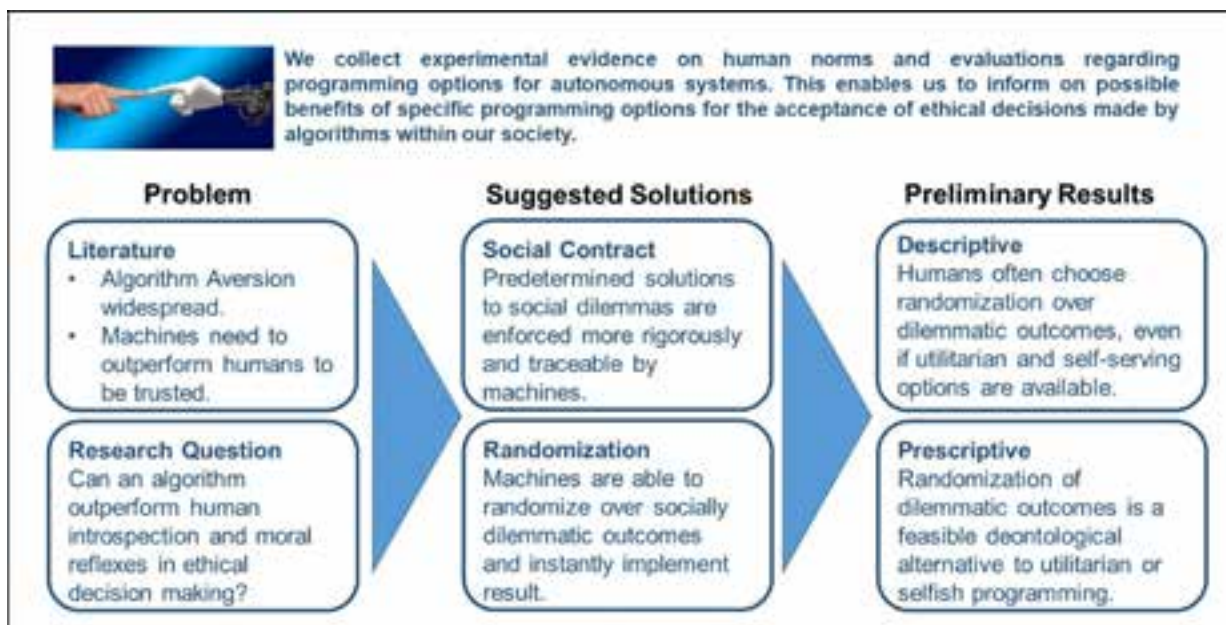 We collect experimental evidence on human norms and evaluations regarding
programming options for autonomous systems. This enables us to inform on possible
benefits of specific programming options for the acceptance of ethical decisions made by
algorithms within our society.
Problem
Literature
• Algorithm Aversion
widespread.
• Machines need to
outperform humans to
be trusted.
Research Question
Can an algorithm
outperform human
introspection and moral
reflexes in ethical
decision making?
Suggested Solutions
Social Contract
Predetermined solutions
to social dilemmas are
enforced more rigorously
and traceable by
machines.
Randomization
Machines are able to
randomize over socially
dilemmatic outcomes
and instantly implement
result.
Preliminary Results
Descriptive
Humans often choose
randomization over
dilemmatic outcomes, even
if utilitarian and self-serving
options are available.
Prescriptive
Randomization of
dilemmatic outcomes is a
feasible deontological
alternative to utilitarian or
selfish programming.